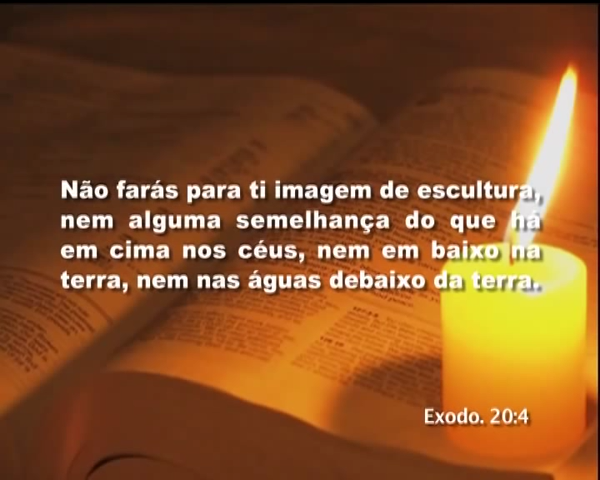 Não farás para ti imagem de escultura,
nem alguma semelhança do que há
em cima nos céus, nem em baixo na
terra, nem nas águas debaixo da terra.
Exodo. 20:4